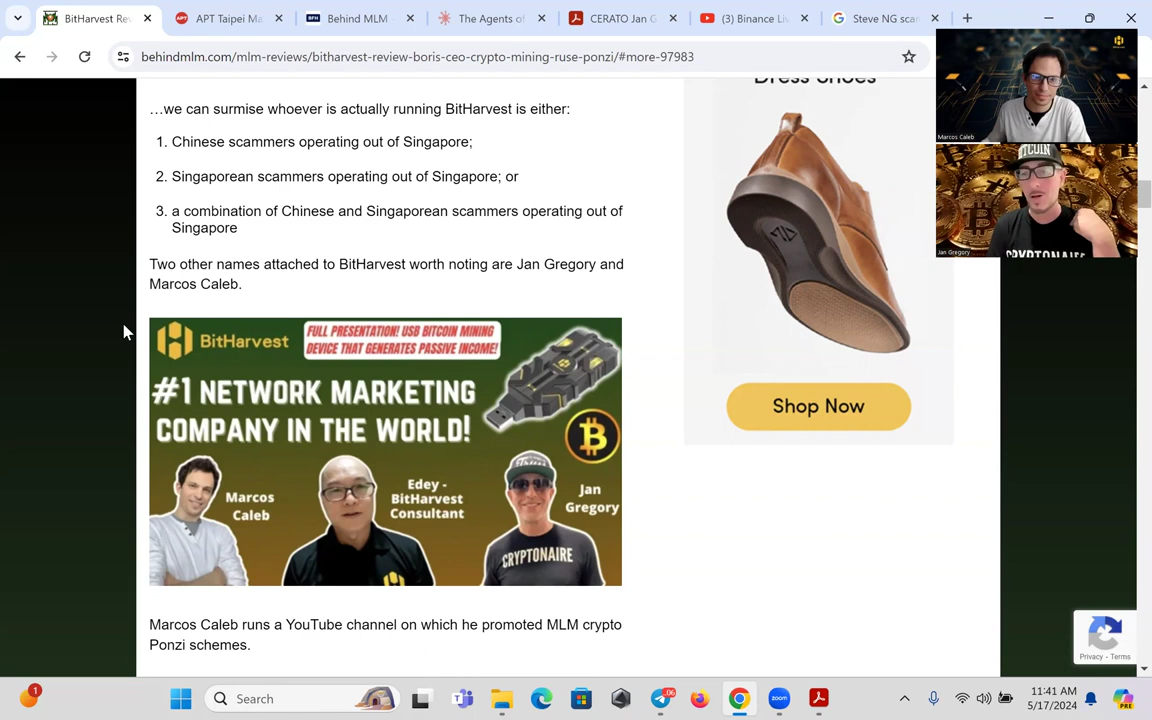 BitHarvest Re
APT Taipei Ma
Behind MLM
The Agents of
CERATO Jan G
(3) Binance Li
Steve NG sca
behindmlm.com/mlm-reviews/bitharvest-review-boris-ceo-crypto-mining-ruse-ponzi/#more-97983
Marcos Caleb
BITCOIN
CRYPTONAIRE
Jan Gregory
Dress Shoes
Shop Now
…we can surmise whoever is actually running BitHarvest is either:
1. Chinese scammers operating out of Singapore;
2. Singaporean scammers operating out of Singapore; or
3. a combination of Chinese and Singaporean scammers operating out of
Singapore
Two other names attached to BitHarvest worth noting are Jan Gregory and
Marcos Caleb.
BitHarvest
FULL PRESENTATION! USB BITCOIN MINING
DEVICE THAT GENERATES PASSIVE INCOME!
#1 NETWORK MARKETING
COMPANY IN THE WORLD!
Marcos
Caleb
Edey -
BitHarvest
Consultant
Jan
Gregory
CRYPTONAIRE
Marcos Caleb runs a YouTube channel on which he promoted MLM crypto
Ponzi schemes.
Privacy - Terms
1
Search
.06
zoom
11:41 AM
5/17/2024
PRE